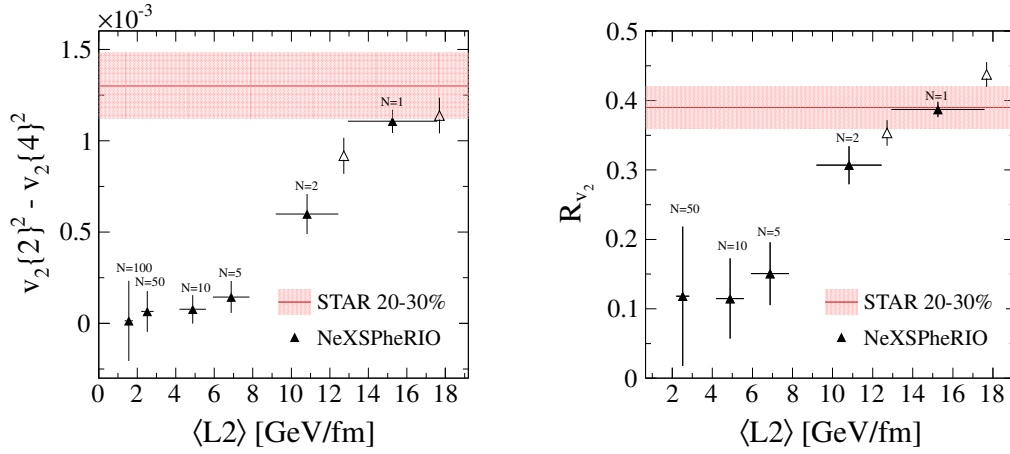 ×10⁻³
1.5
1
0.5
0
v₂{2}² - v₂{4}²
N=100
N=50
N=10
N=5
N=2
N=1
STAR 20-30%
NeXSPheRIO
0 2 4 6 8 10 12 14 16 18
⟨L2⟩ [GeV/fm]
0.5
0.4
0.3
0.2
0.1
0
R_v₂
N=50
N=10
N=5
N=2
N=1
STAR 20-30%
NeXSPheRIO
2 4 6 8 10 12 14 16 18
⟨L2⟩ [GeV/fm]